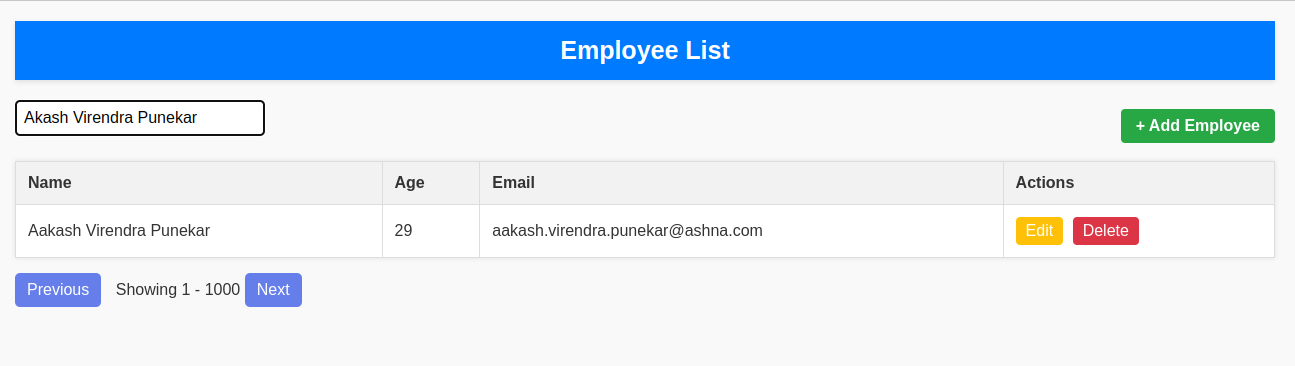 Employee List
Akash Virendra Punekar
+ Add Employee
Name Age Email Actions
Aakash Virendra Punekar 29 aakash.virendra.punekar@ashna.com Edit Delete
Previous Showing 1 - 1000 Next